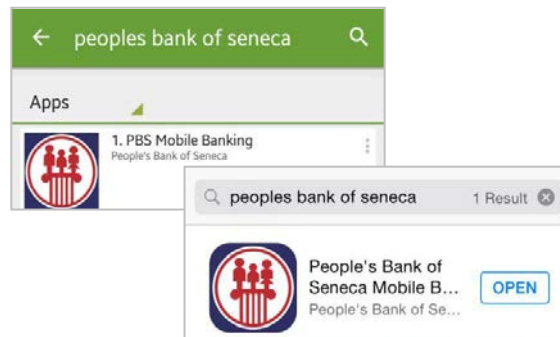 peoples bank of seneca
Apps
1. PBS Mobile Banking
People's Bank of Seneca
peoples bank of seneca 1 Result
People's Bank of
Seneca Mobile B...
People's Bank of Se...
OPEN